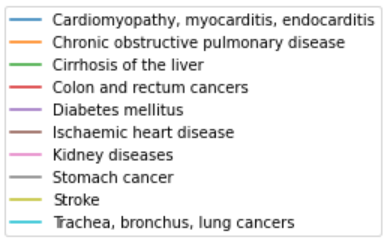 Cardiomyopathy, myocarditis, endocarditis
Chronic obstructive pulmonary disease
Cirrhosis of the liver
Colon and rectum cancers
Diabetes mellitus
Ischaemic heart disease
Kidney diseases
Stomach cancer
Stroke
Trachea, bronchus, lung cancers